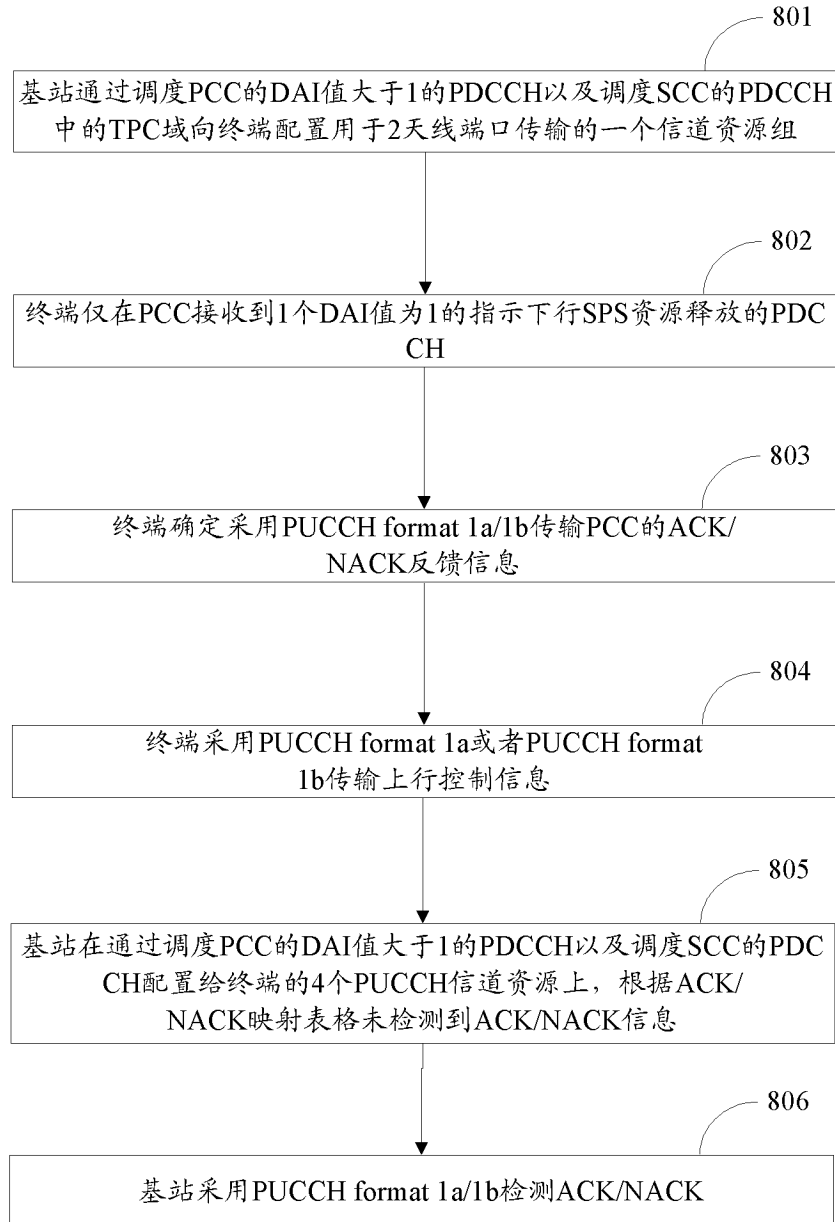 801
基站通过调度PCC的DAI值大于1的PDCCH以及调度SCC的PDCCH
中的TPC域向终端配置用于2天线端口传输的一个信道资源组
802
终端仅在PCC接收到1个DAI值为1的指示下行SPS资源释放的PDC
CH
803
终端确定采用PUCCH format 1a/1b传输PCC的ACK/
NACK反馈信息
804
终端采用PUCCH format 1a或者PUCCH format
1b传输上行控制信息
805
基站在通过调度PCC的DAI值大于1的PDCCH以及调度SCC的PDC
CH配置给终端的4个PUCCH信道资源上，根据ACK/
NACK映射表格未检测到ACK/NACK信息
806
基站采用PUCCH format 1a/1b检测ACK/NACK